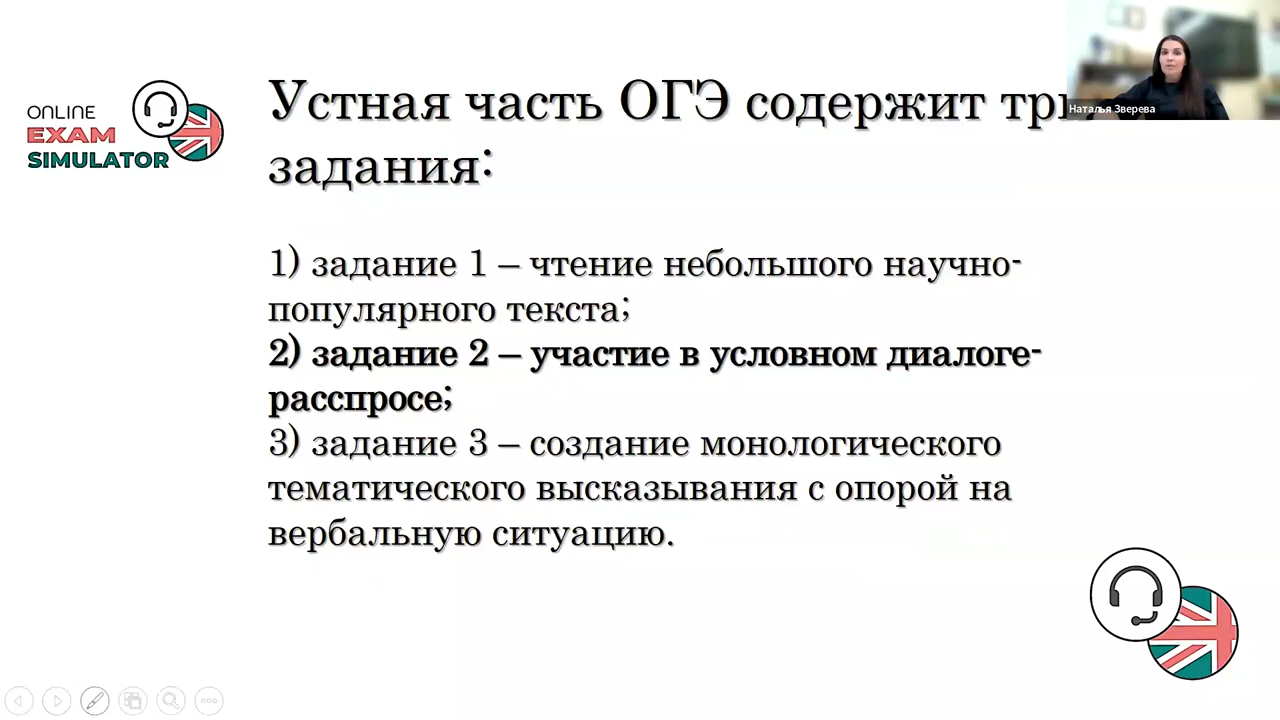 ONLINE
EXAM
SIMULATOR
Устная часть ОГЭ содержит три
задания:
Наталья Зверева
1) задание 1 – чтение небольшого научно-
популярного текста;
2) задание 2 – участие в условном диалоге-
расспросе;
3) задание 3 – создание монологического
тематического высказывания с опорой на
вербальную ситуацию.